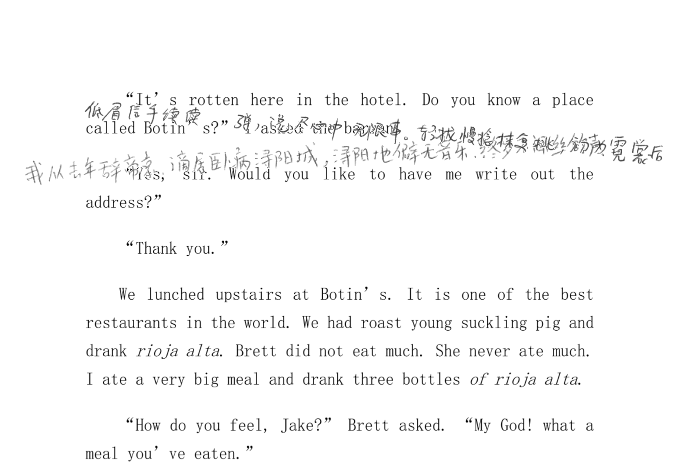 “It’s rotten here in the hotel. Do you know a place
低眉信手续续弹,说尽心中无限事。轻拢慢捻抹复挑,初为霓裳后
called Botin’s?” I asked the barman.
我从去年辞帝京,谪居卧病浔阳城,浔阳地僻无音乐,终岁不闻丝竹声
“Yes, sir. Would you like to have me write out the
address?”
“Thank you.”
We lunched upstairs at Botin’s. It is one of the best
restaurants in the world. We had roast young suckling pig and
drank rioja alta. Brett did not eat much. She never ate much.
I ate a very big meal and drank three bottles of rioja alta.
“How do you feel, Jake?” Brett asked. “My God! what a
meal you’ve eaten.”